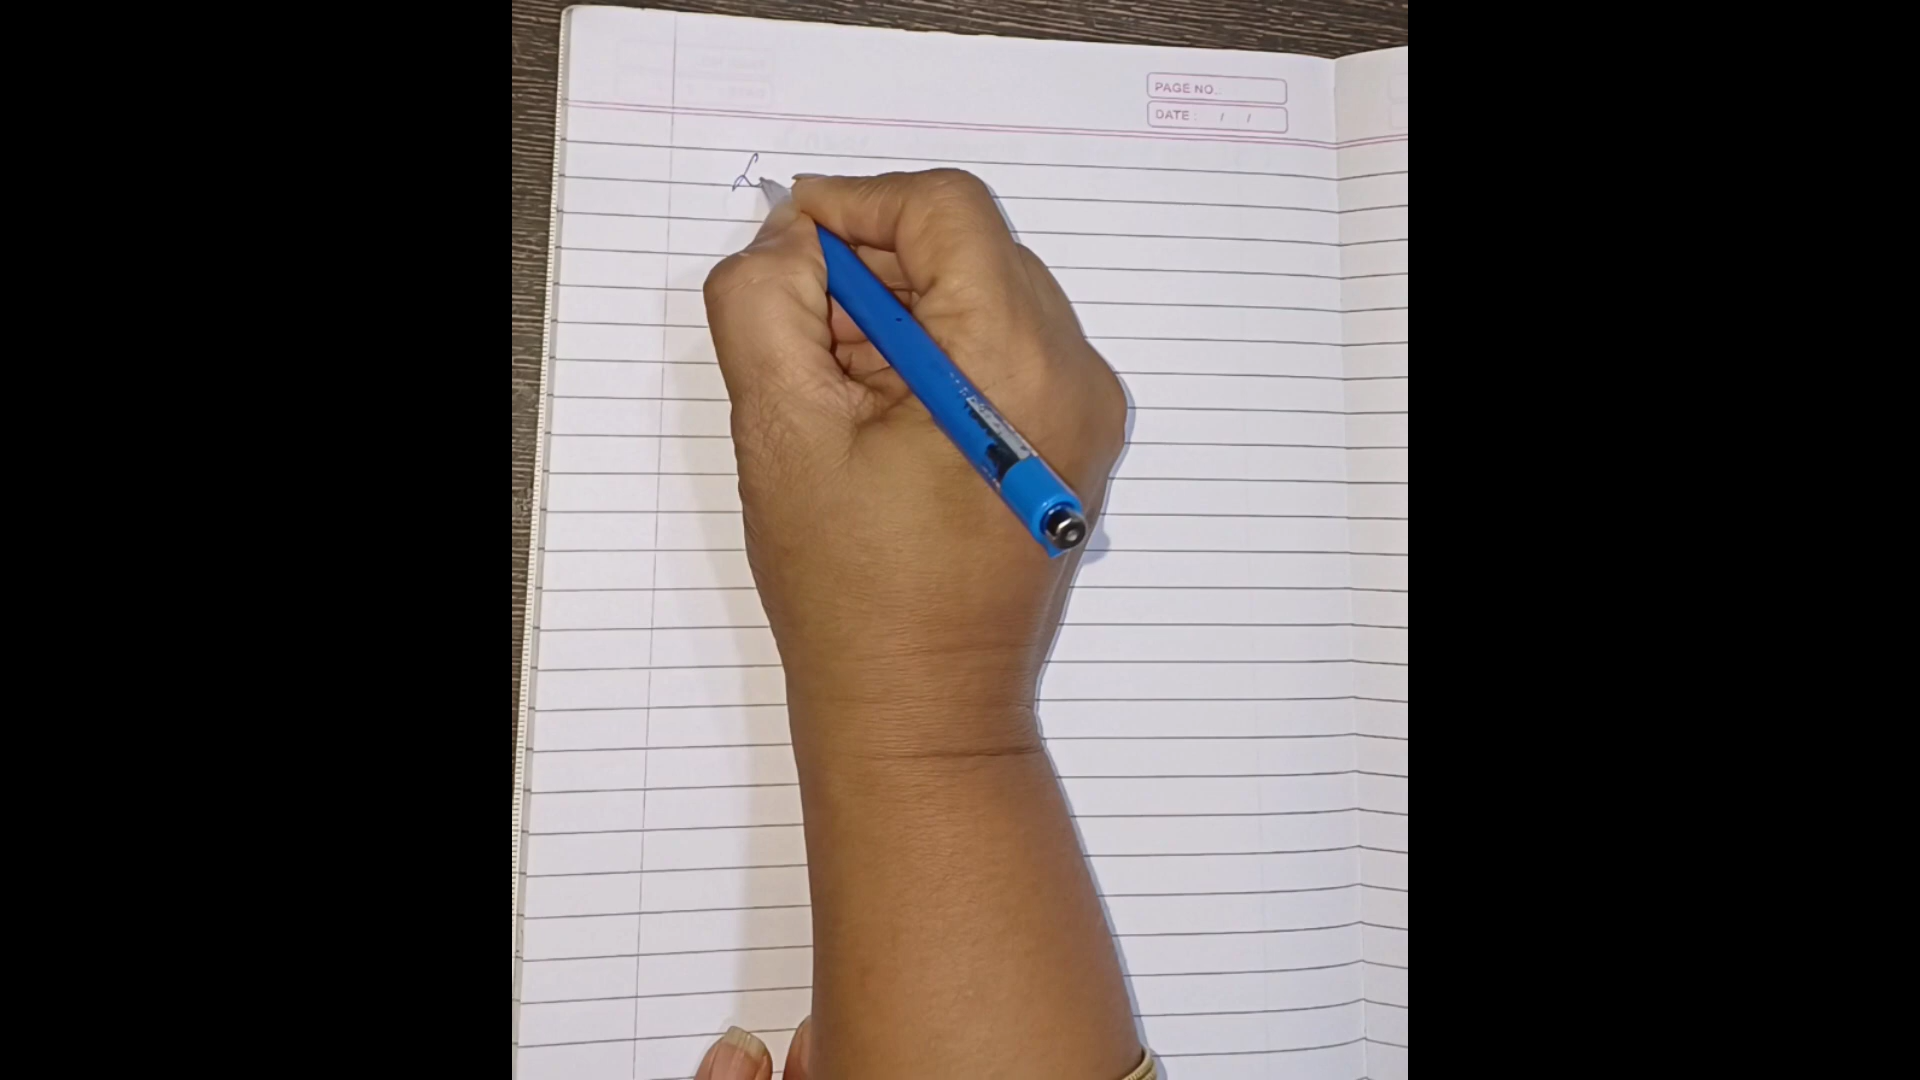 PAGE NO.:
DATE : / /
L